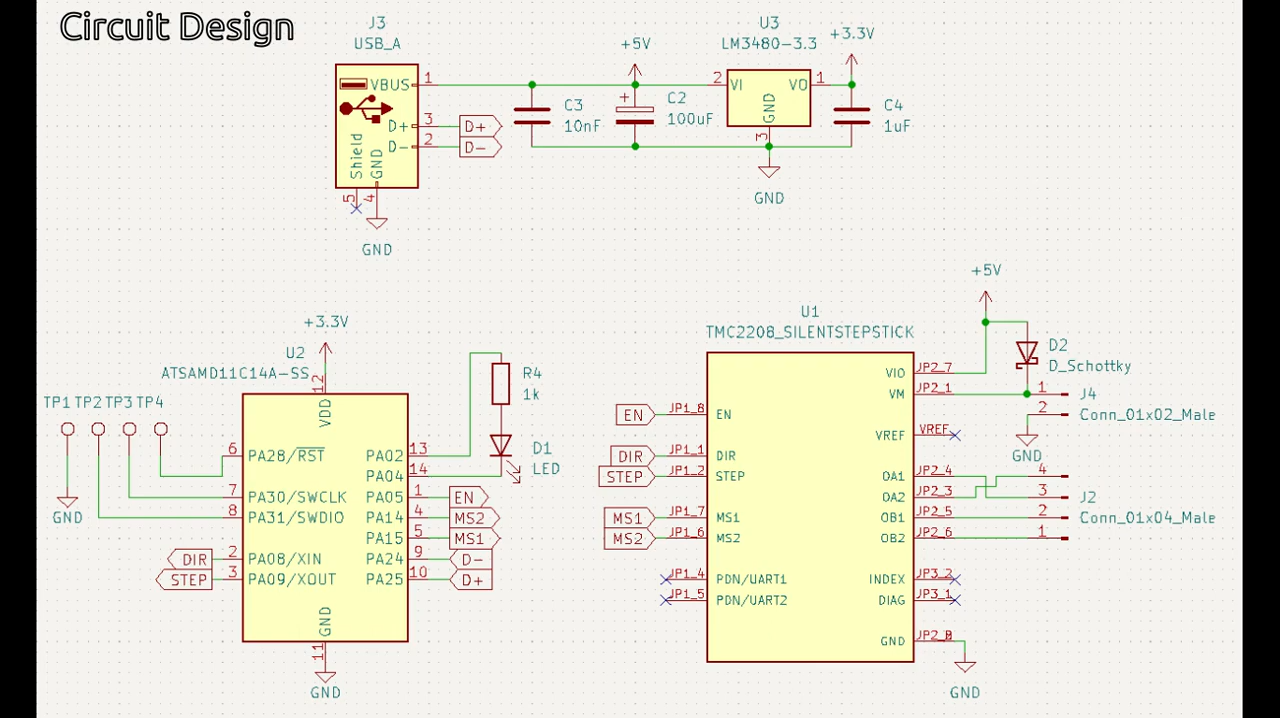 Circuit Design
J3
USB_A
VBUS 1
D+ 3 D+
D- 2 D-
Shield 5
GND 4
GND
+5V
C3
10nF
C2
100uF
+
U3
LM3480-3.3
2 VI
VO 1
GND
3
GND
+3.3V
C4
1uF
+3.3V
U2
ATSAMD11C14A-SS
12
VDD
TP1 TP2 TP3 TP4
GND
6 PA28/RST
7 PA30/SWCLK
8 PA31/SWDIO
DIR 2 PA08/XIN
STEP 3 PA09/XOUT
PA02 13
PA04 14
PA05 1 EN
PA14 4 MS2
PA15 5 MS1
PA24 9 D-
PA25 10 D+
GND
11
GND
R4
1k
D1
LED
U1
TMC2208_SILENTSTEPSTICK
EN JP1_8 EN
DIR JP1_1 DIR
STEP JP1_2 STEP
MS1 JP1_7 MS1
MS2 JP1_6 MS2
JP1_4 PDN/UART1
JP1_5 PDN/UART2
VIO JP2_7
VM JP2_1
VREF VREF
OA1 JP2_4
OA2 JP2_3
OB1 JP2_5
OB2 JP2_6
INDEX JP3_2
DIAG JP3_1
GND
GND
+5V
D2
D_Schottky
1 J4
2 Conn_01x02_Male
GND
4
3 J2
2 Conn_01x04_Male
1